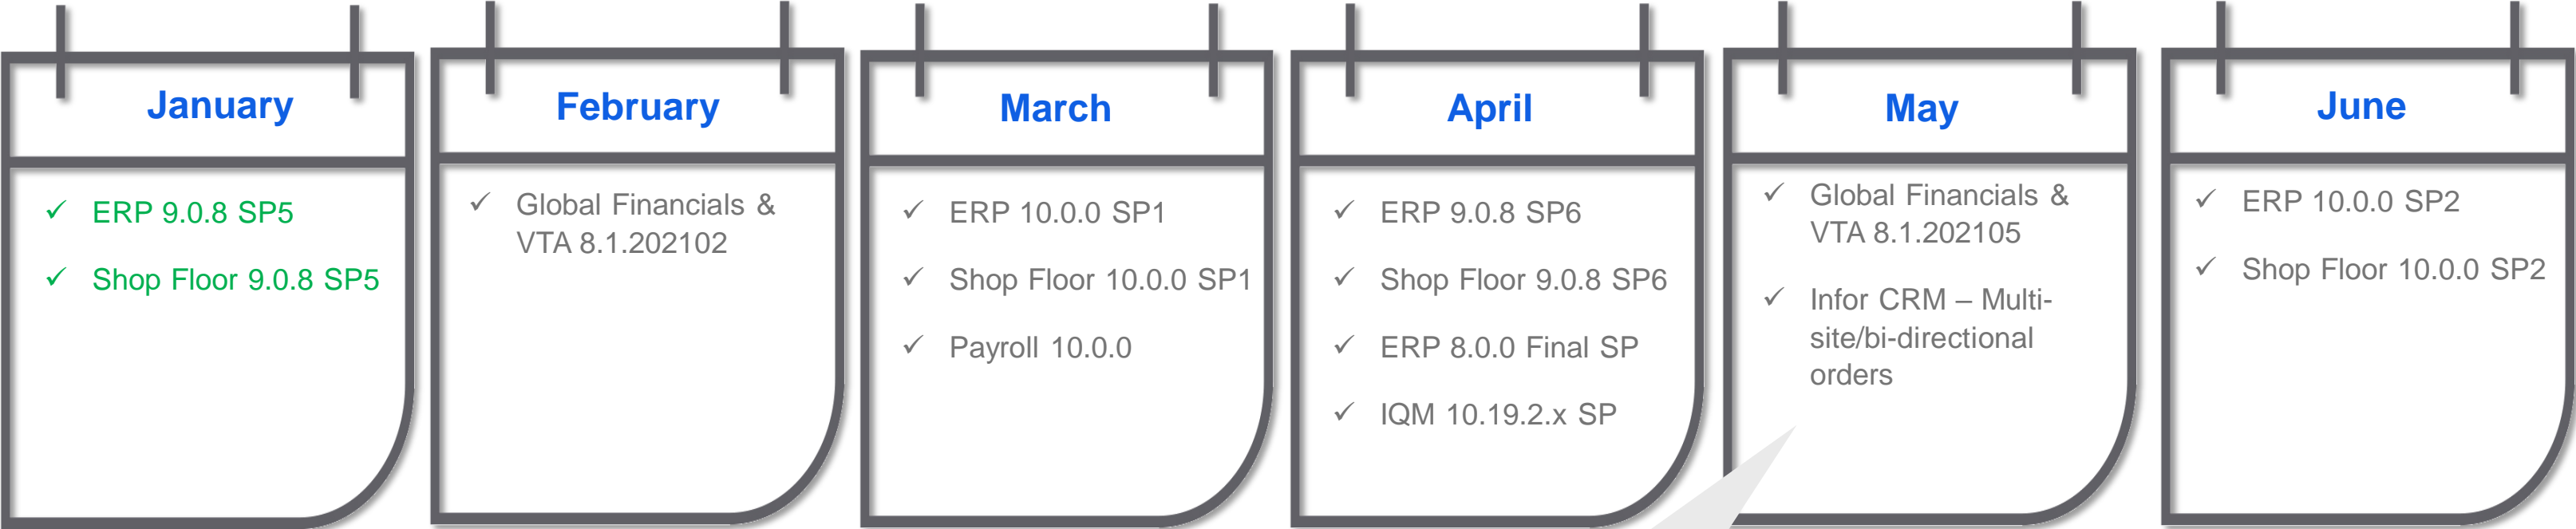 January
ERP 9.0.8 SP5
Shop Floor 9.0.8 SP5
February
Global Financials &
VTA 8.1.202102
March
ERP 10.0.0 SP1
Shop Floor 10.0.0 SP1
Payroll 10.0.0
April
ERP 9.0.8 SP6
Shop Floor 9.0.8 SP6
ERP 8.0.0 Final SP
IQM 10.19.2.x SP
May
Global Financials &
VTA 8.1.202105
Infor CRM – Multi-
site/bi-directional
orders
June
ERP 10.0.0 SP2
Shop Floor 10.0.0 SP2